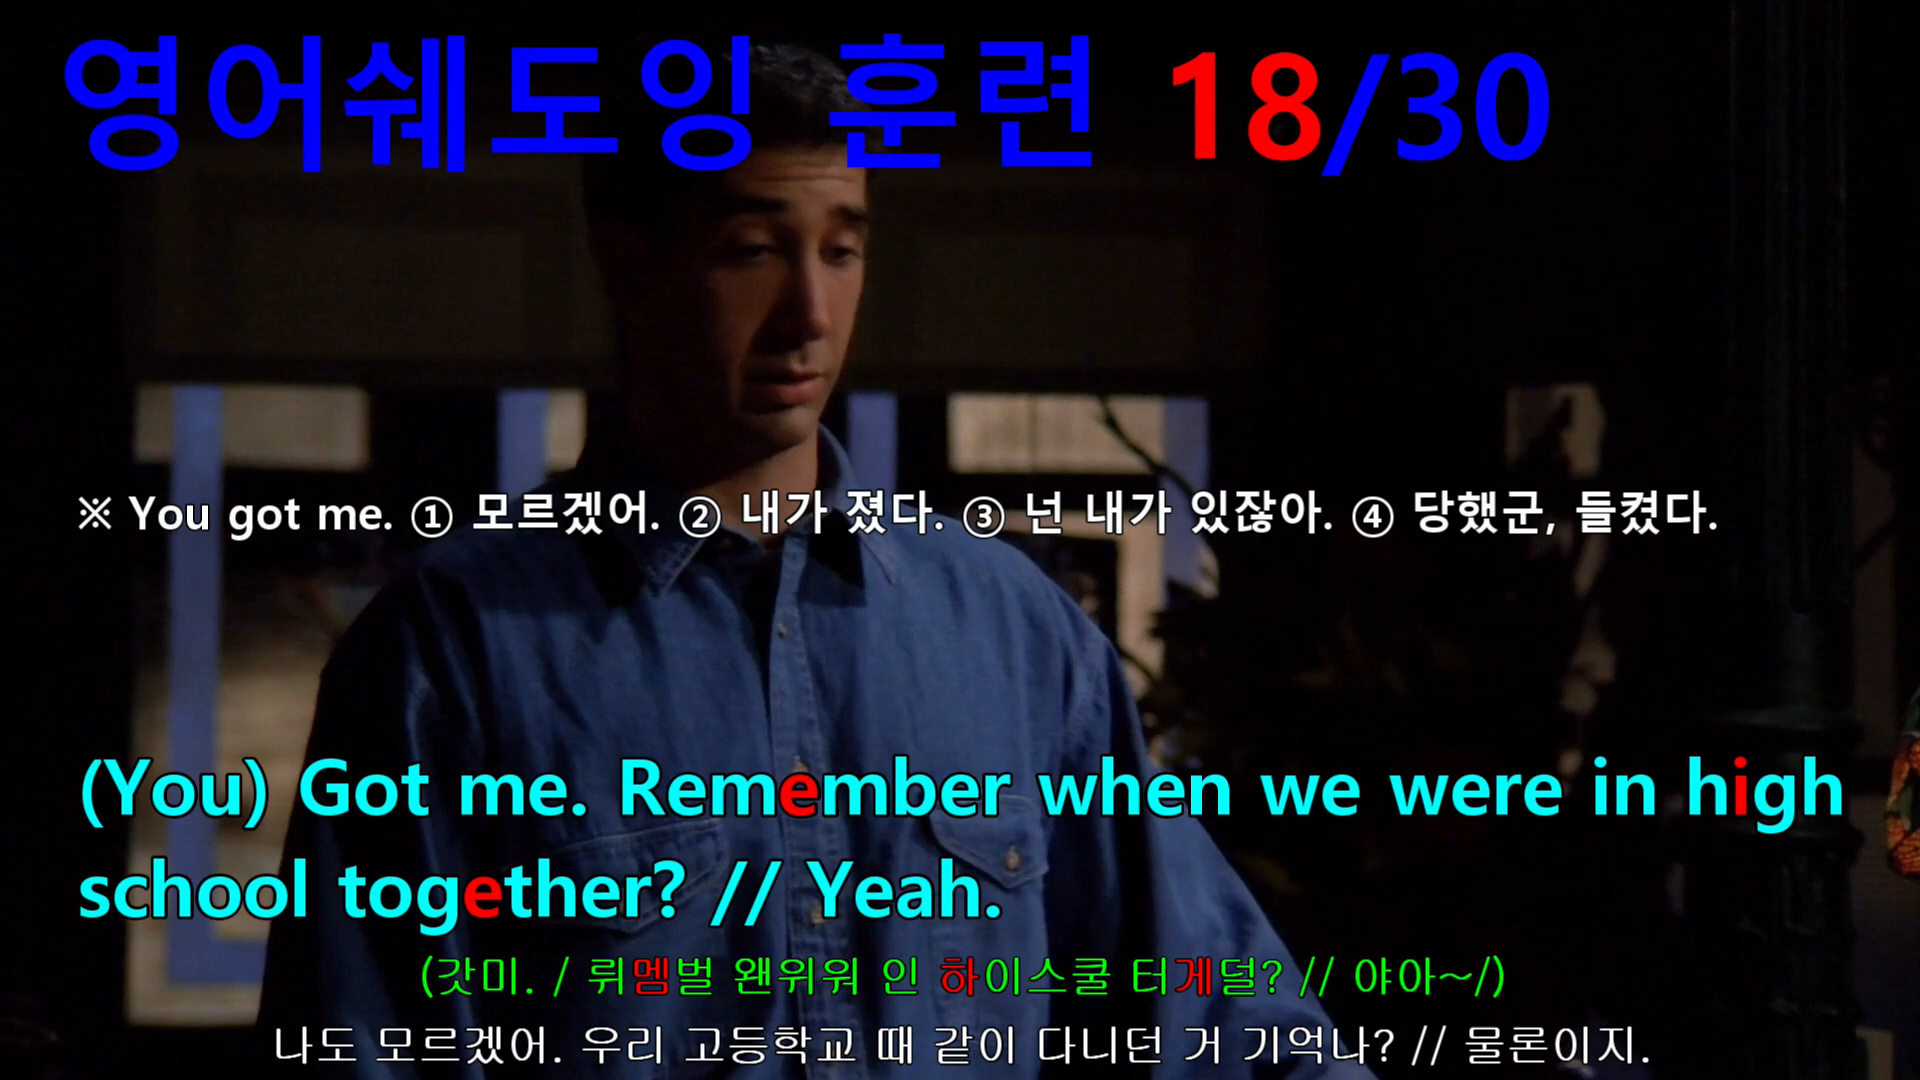 영어쉐도잉 훈련 18/30
※ You got me. ① 모르겠어. ② 내가 졌다. ③ 넌 내가 있잖아. ④ 당했군, 들켰다.
(You) Got me. Remember when we were in high
school together? // Yeah.
(갓미. / 뤼멤벌 왠위워 인 하이스쿨 터게덜? // 야아~/)
나도 모르겠어. 우리 고등학교 때 같이 다니던 거 기억나? // 물론이지.